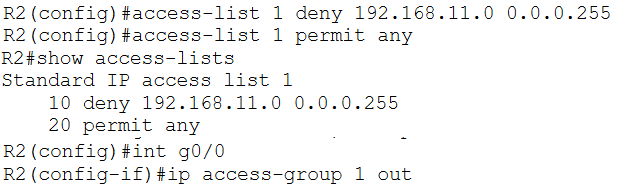 R2(config)#access-list 1 deny 192.168.11.0 0.0.0.255
R2(config)#access-list 1 permit any
R2#show access-lists
Standard IP access list 1
    10 deny 192.168.11.0 0.0.0.255
    20 permit any
R2(config)#int g0/0
R2(config-if)#ip access-group 1 out